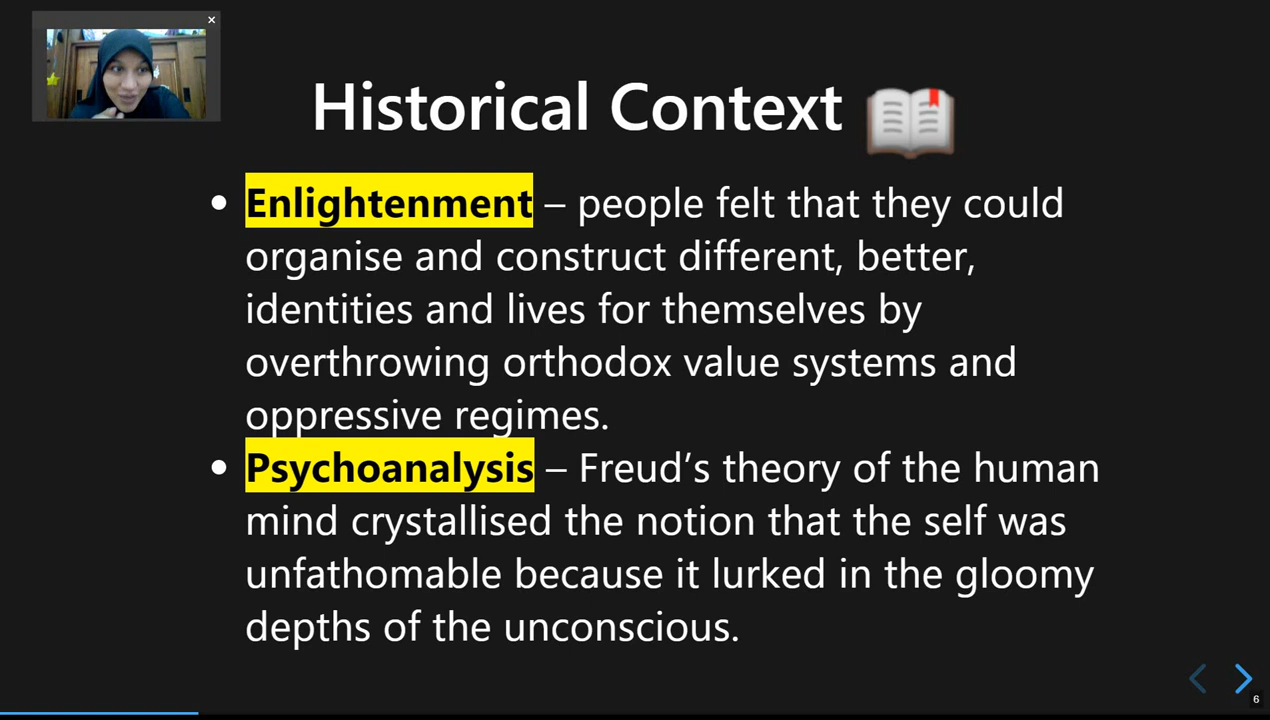 Historical Context
• Enlightenment – people felt that they could
organise and construct different, better,
identities and lives for themselves by
overthrowing orthodox value systems and
oppressive regimes.
• Psychoanalysis – Freud’s theory of the human
mind crystallised the notion that the self was
unfathomable because it lurked in the gloomy
depths of the unconscious.
6